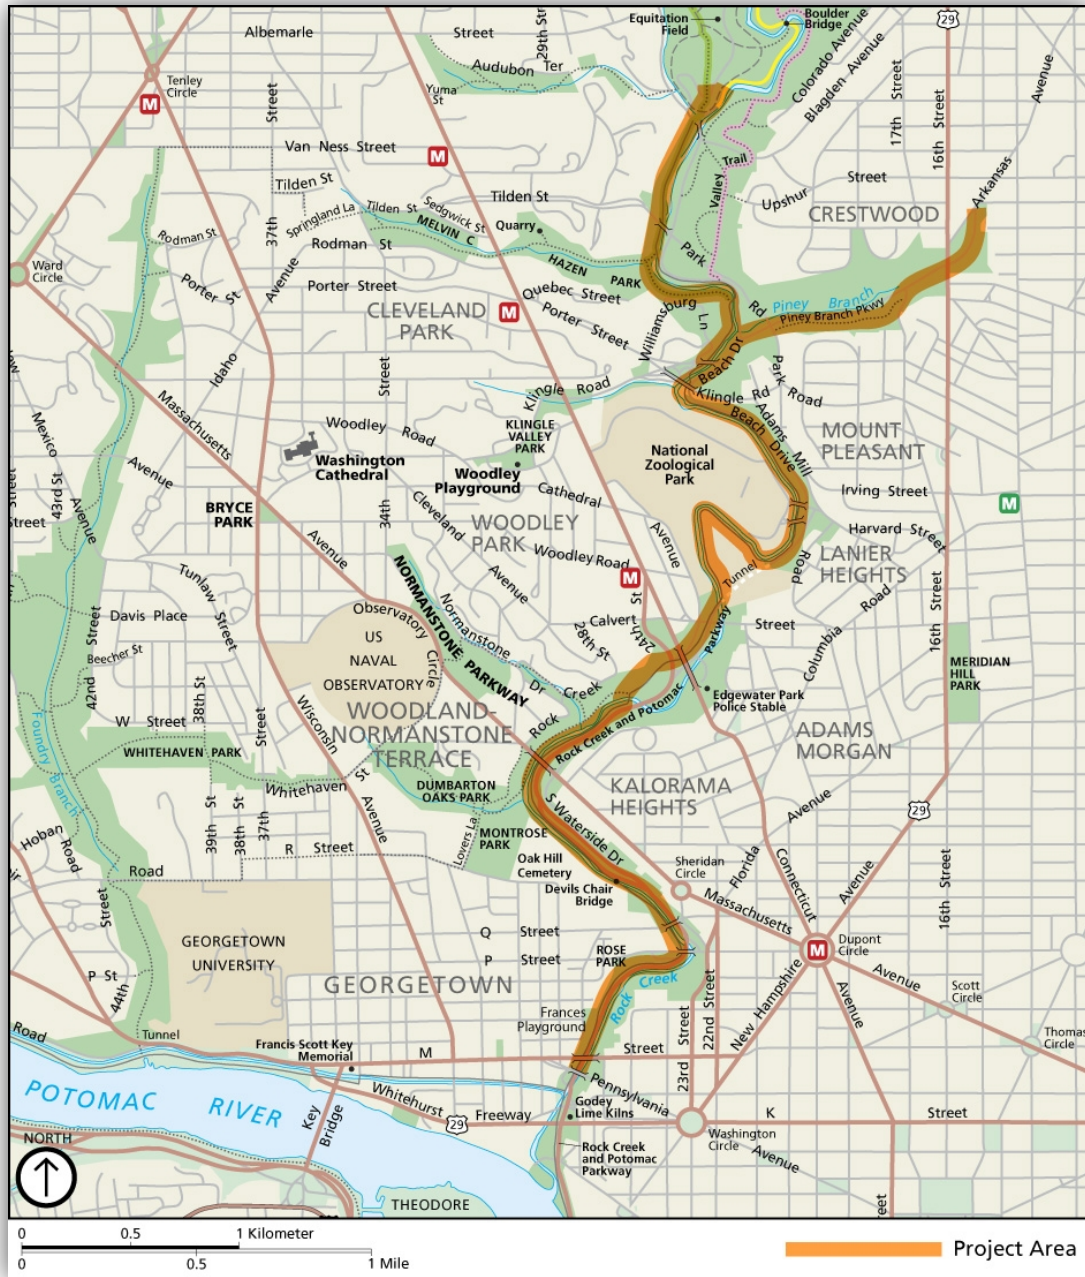 Albemarle
Street
29th Str
Equitation
Field
Boulder
Bridge
29
Audubon Ter
Yuma
St
Tenley
Circle
M
Street
Colorado Avenue
Blagden Avenue
17th Street
16th Street
Avenue
Van Ness Street
M
Tilden St
Tilden St
Springland La
Tilden St
Sedgwick St
Trail
Valley
Upshur
Street
Arkansas
CRESTWOOD
37th
Rodman St
Rodman St
MELVIN C
HAZEN
PARK
Quarry
Park
Rd
Ward
Circle
Porter St
Avenue
Porter Street
Quebec Street
Porter Street
Williamsburg
Ln
Piney Branch
Piney Branch Pkwy
CLEVELAND
PARK
M
Idaho
Street
Klingle Road
Beach Dr
Klingle Rd
Park Road
Beach Drive
Adams
Mill
Road
MOUNT
PLEASANT
Massachusetts
Avenue
Mexico
Avenue
43rd St
Street
Street
Avenue
Woodley Road
Washington
Cathedral
KLINGLE
VALLEY
PARK
Woodley
Playground
Cathedral
Avenue
National
Zoological
Park
Irving Street
M
Harvard Street
BRYCE
PARK
34th
Cleveland
Avenue
WOODLEY
PARK
Woodley Road
M
LANIER
HEIGHTS
Tunnel
Road
16th Street
Tunlaw
Street
NORMANSTONE PARKWAY
Normanstone
Dr
Creek
Rock
Calvert
28th St
24th
St
Street
Parkway
Columbia
Davis Place
Beecher St
42nd
Street
Observatory
Circle
US
NAVAL
OBSERVATORY
MERIDIAN
HILL
PARK
Edgewater Park
Police Stable
W Street
38th St
Street
Wisconsin
Avenue
WOODLAND-
NORMANSTONE
TERRACE
Rock Creek and Potomac
ADAMS
MORGAN
Foundry Branch
WHITEHAVEN PARK
Whitehaven
St
DUMBARTON
OAKS PARK
KALORAMA
HEIGHTS
Avenue
29
39th St
38th St
37th
Hoban
Road
R Street
Lovers La
MONTROSE
PARK
S Waterside Dr
Oak Hill
Cemetery
Devils Chair
Bridge
Sheridan
Circle
Florida
Connecticut
Avenue
Massachusetts
16th Street
Road
Street
GEORGETOWN
UNIVERSITY
Q Street
P Street
ROSE
PARK
M
Dupont
Circle
Avenue
Scott
Circle
P St
44th
GEORGETOWN
Rock Creek
22nd Street
New Hampshire
Avenue
Frances
Playground
Thomas
Circle
Road
Tunnel
Francis Scott Key
Memorial
M
Street
23rd
Street
Pennsylvania
Avenue
POTOMAC RIVER
Key
Bridge
Whitehurst
29
Freeway
Godey
Lime Kilns
K
Street
Washington
Circle
Rock Creek
and Potomac
Parkway
NORTH
THEODORE
0 0.5 1 Kilometer
0 0.5 1 Mile
Project Area